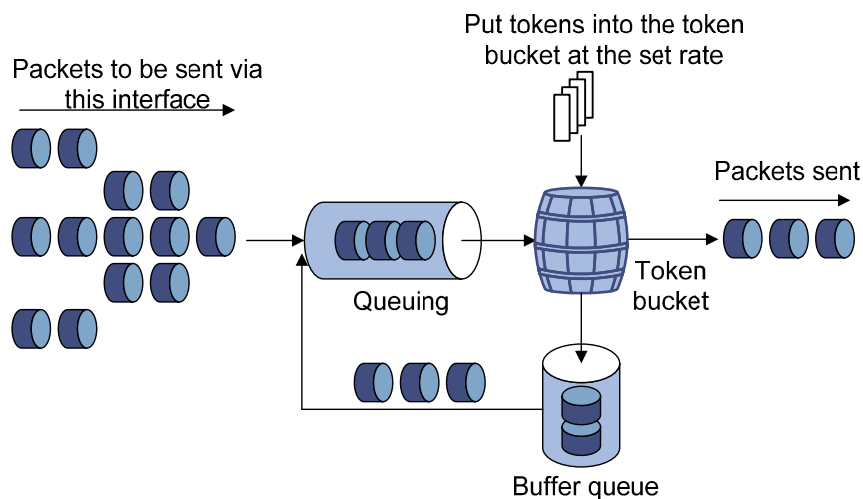 Put tokens into the token
bucket at the set rate
Packets to be sent via
this interface
Packets sent
Queuing
Token
bucket
Buffer queue